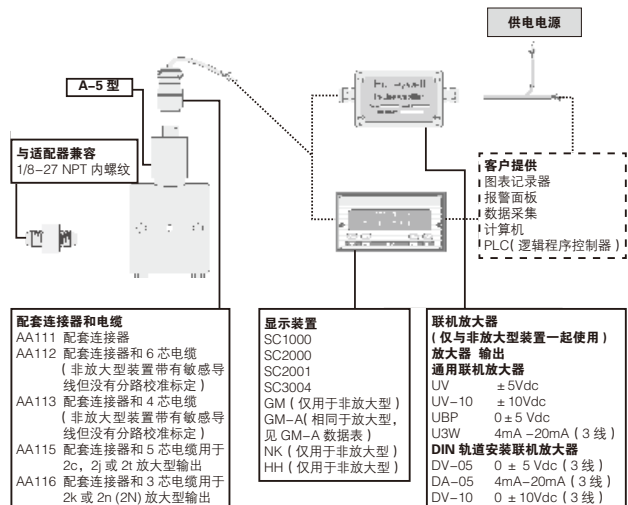 供电电源
A–5 型
与适配器兼容
1/8–27 NPT 内螺纹
客户提供
图表记录器
报警面板
数据采集
计算机
PLC( 逻辑程序控制器 )
配套连接器和电缆
AA111 配套连接器
AA112 配套连接器和 6 芯电缆
( 非放大型装置带有敏感导
线但没有分路校准标定 )
AA113 配套连接器和 4 芯电缆
( 非放大型装置带有敏感导
线但没有分路校准标定 )
AA115 配套连接器和 5 芯电缆用于
2c，2j 或 2t 放大型输出
AA116 配套连接器和 3 芯电缆用于
2k 或 2n (2N) 放大型输出
显示装置
SC1000
SC2000
SC2001
SC3004
GM ( 仅用于非放大型 )
GM–A( 相同于放大型，
见 GM–A 数据表 )
NK ( 仅用于非放大型 )
HH ( 仅用于非放大型 )
联机放大器
( 仅与非放大型装置一起使用 )
放大器 输出
通用联机放大器
UV ± 5Vdc
UV–10 ± 10Vdc
UBP 0 ± 5 Vdc
U3W 4mA –20mA ( 3 线 )
DIN 轨道安装联机放大器
DV–05 0 ± 5 Vdc ( 3 线 )
DA–05 4mA–20mA ( 3 线 )
DV–10 0 ± 10Vdc ( 3 线 )
Honeywell